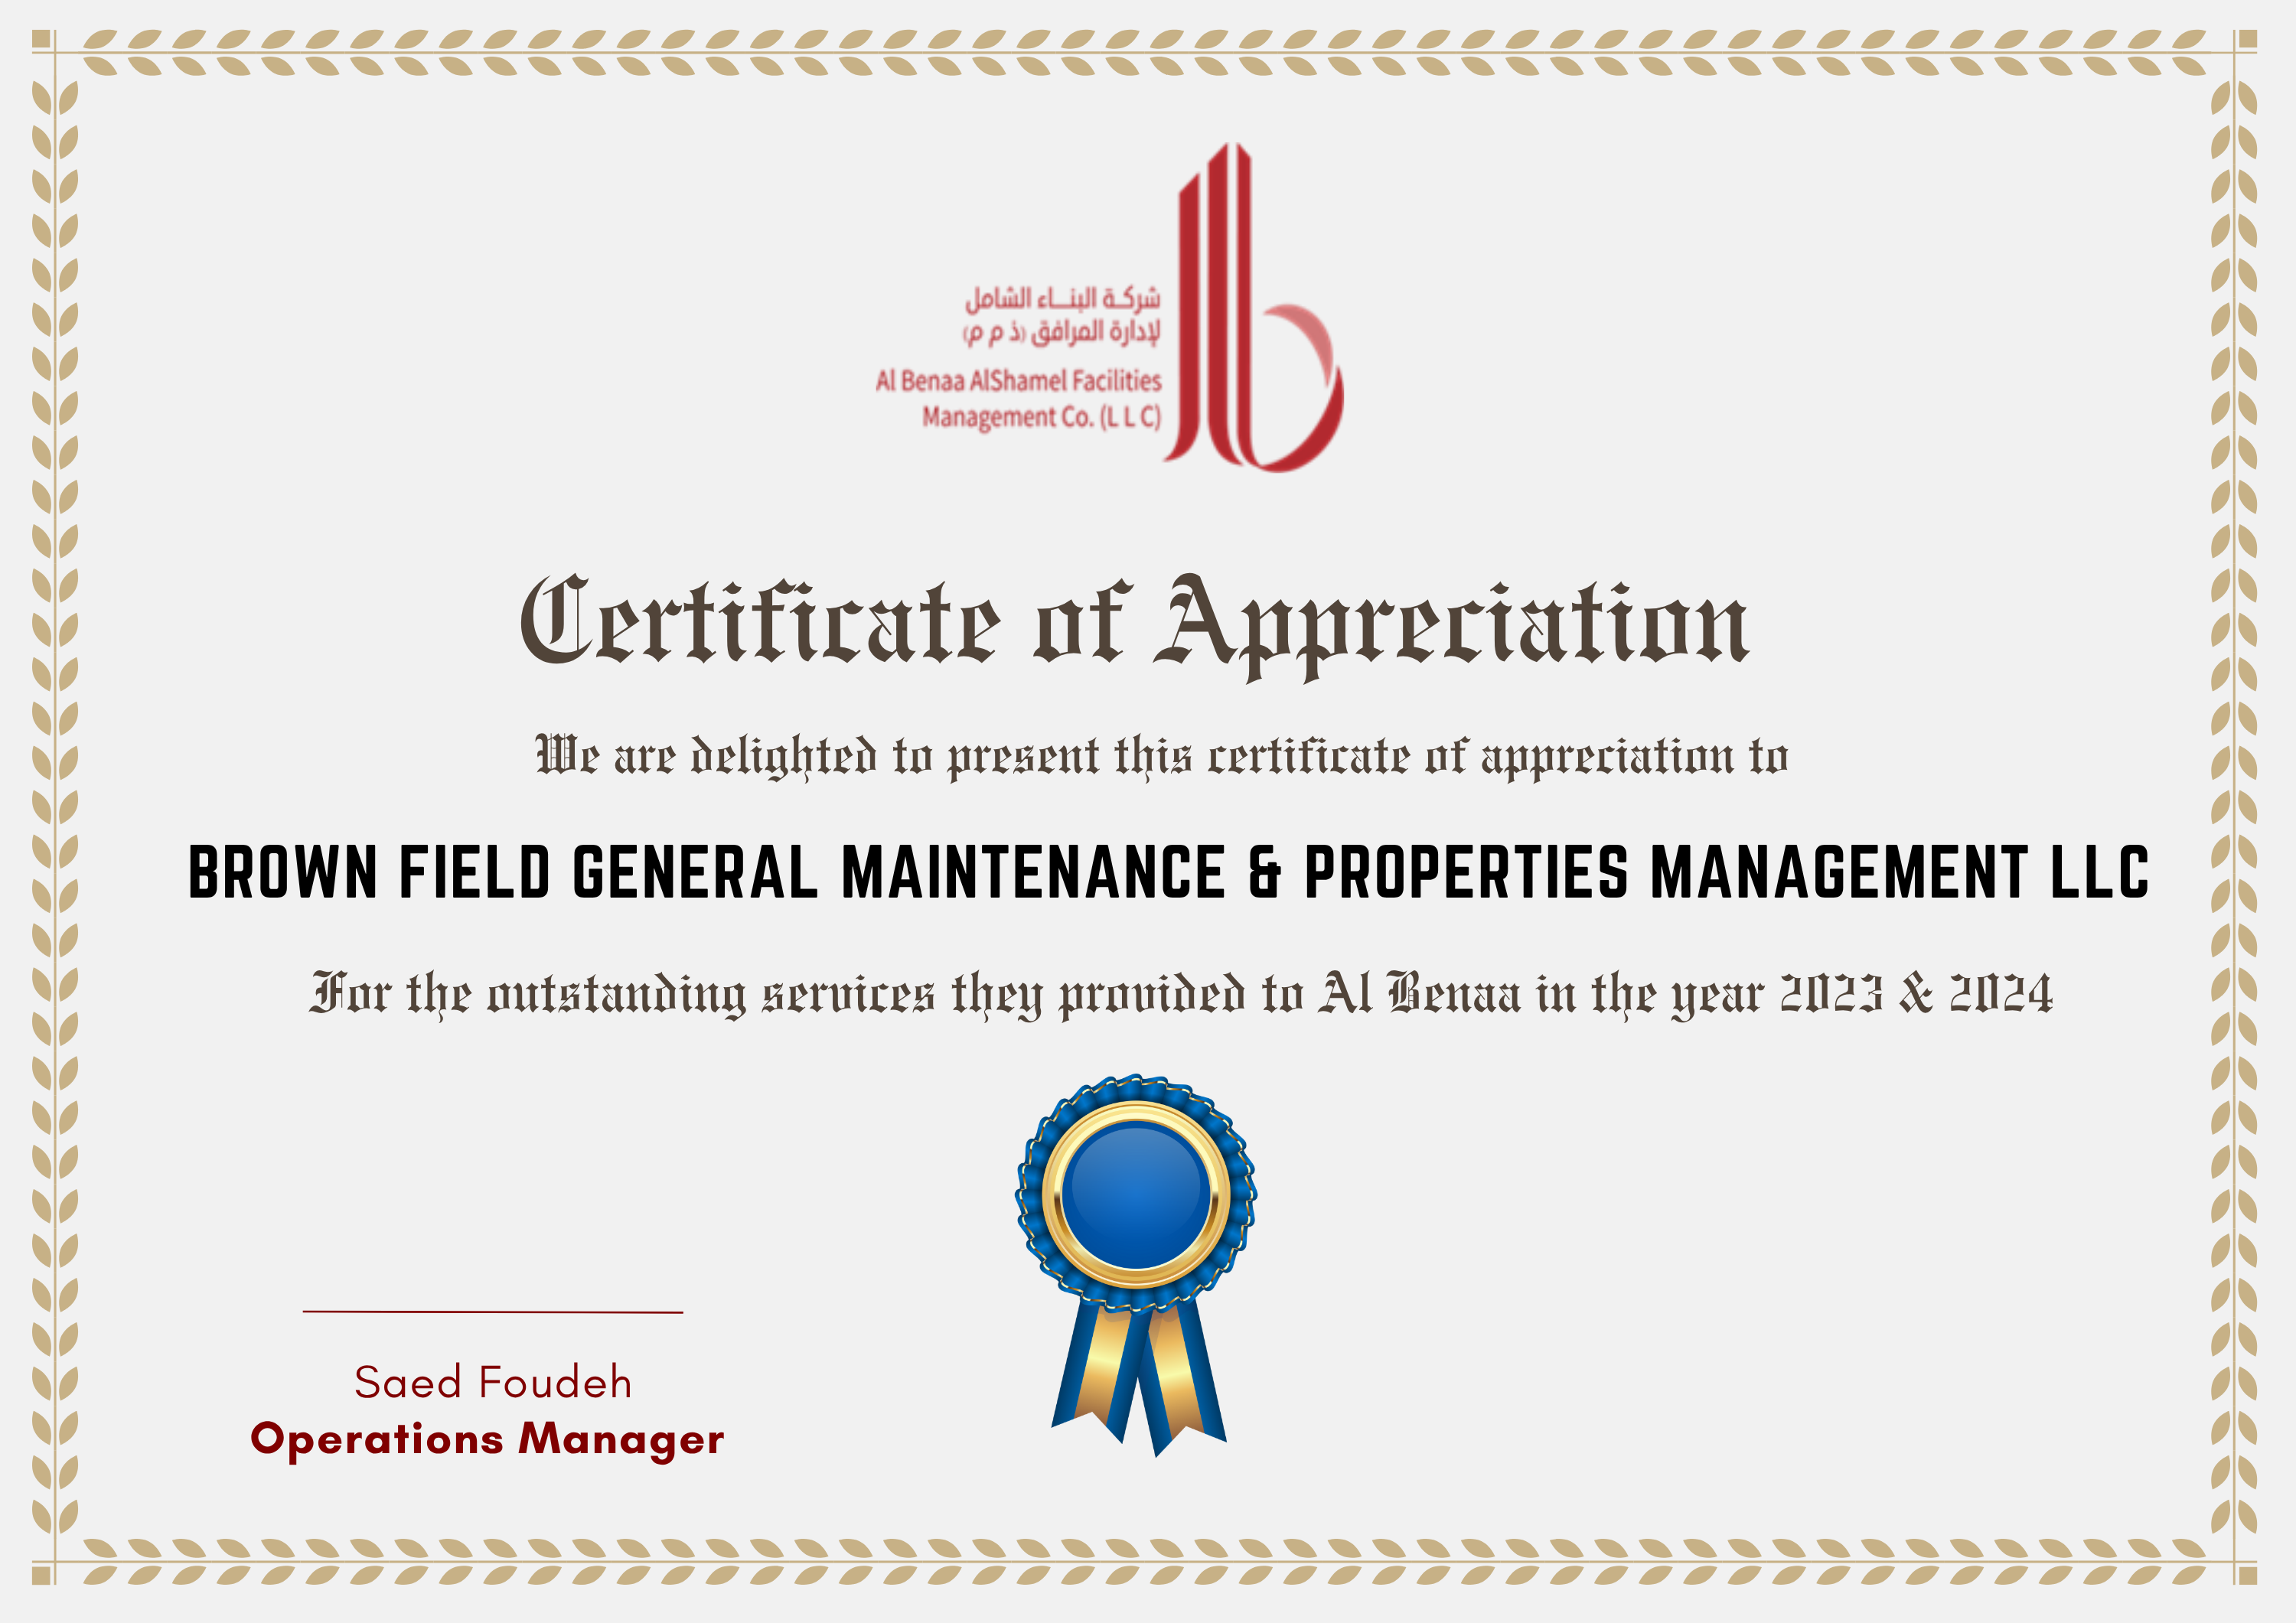 شركة البناء الشامل
لإدارة المرافق (ذ م م)
Al Benaa AlShamel Facilities
Management Co. (L L C)
Certificate of Appreciation
We are delighted to present this certificate of appreciation to
BROWN FIELD GENERAL MAINTENANCE & PROPERTIES MANAGEMENT LLC
For the outstanding services they provided to Al Benaa in the year 2023 & 2024
Saed Foudeh
Operations Manager